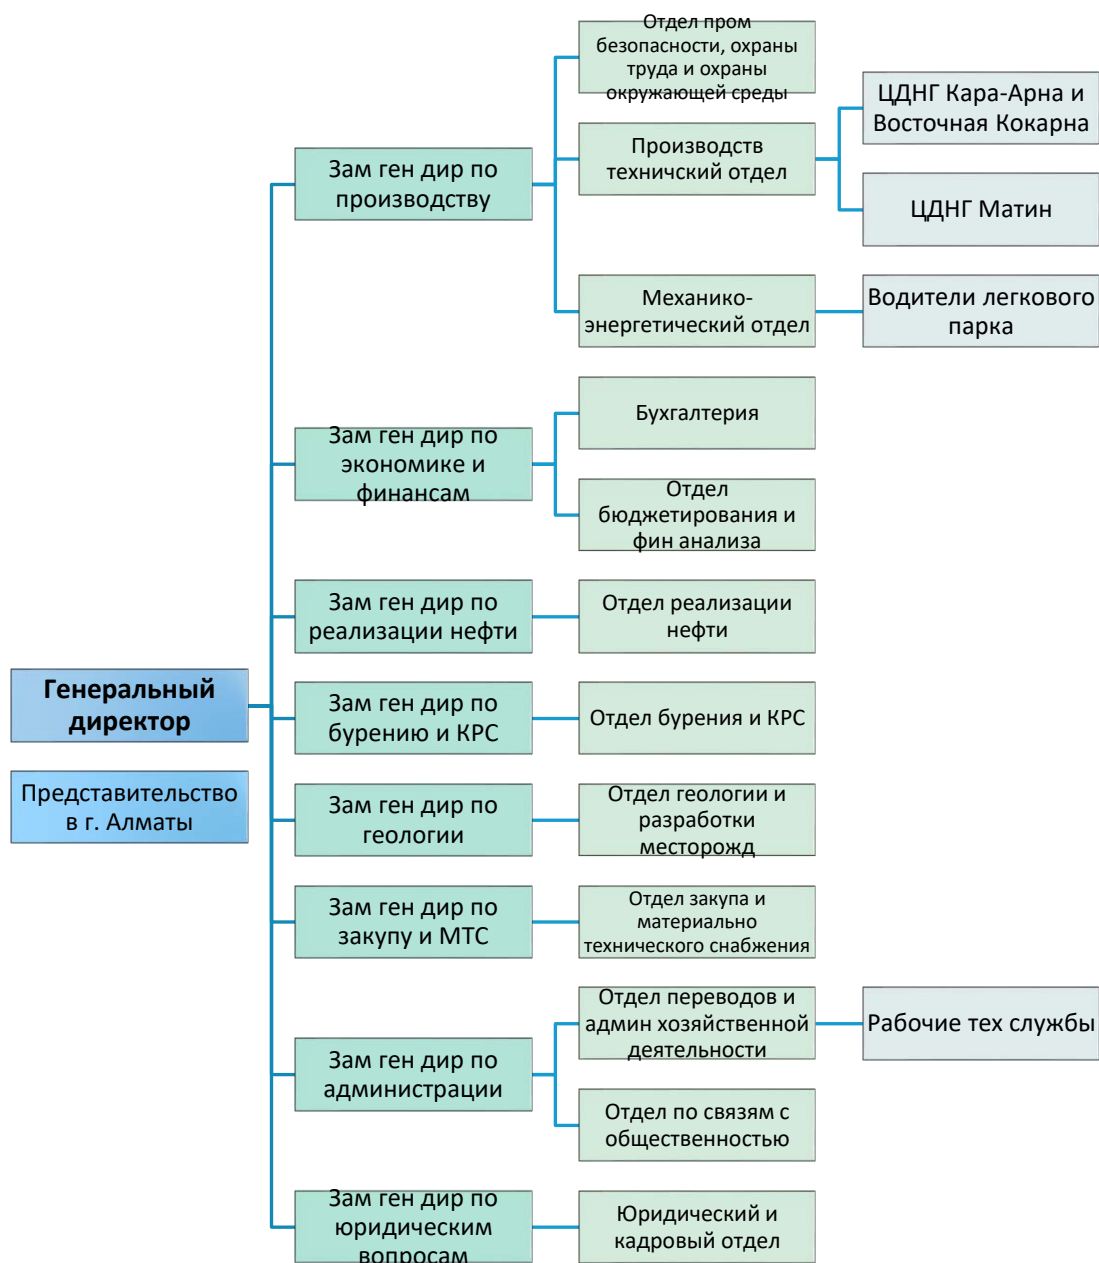 Отдел пром
безопасности, охраны
труда и охраны
окружающей среды
ЦДНГ Кара-Арна и
Восточная Кокарна
Производств
техничский отдел
Зам ген дир по
производству
ЦДНГ Матин
Механико-
энергетический отдел
Водители легкового
парка
Бухгалтерия
Зам ген дир по
экономике и
финансам
Отдел
бюджетирования и
фин анализа
Зам ген дир по
реализации нефти
Отдел реализации
нефти
Генеральный
директор
Зам ген дир по
бурению и КРС
Отдел бурения и КРС
Представительство
в г. Алматы
Зам ген дир по
геологии
Отдел геологии и
разработки
месторожд
Зам ген дир по
закупу и МТС
Отдел закупа и
материально
технического снабжения
Отдел переводов и
админ хозяйственной
деятельности
Рабочие тех службы
Зам ген дир по
администрации
Отдел по связям с
общественностью
Зам ген дир по
юридическим
вопросам
Юридический и
кадровый отдел